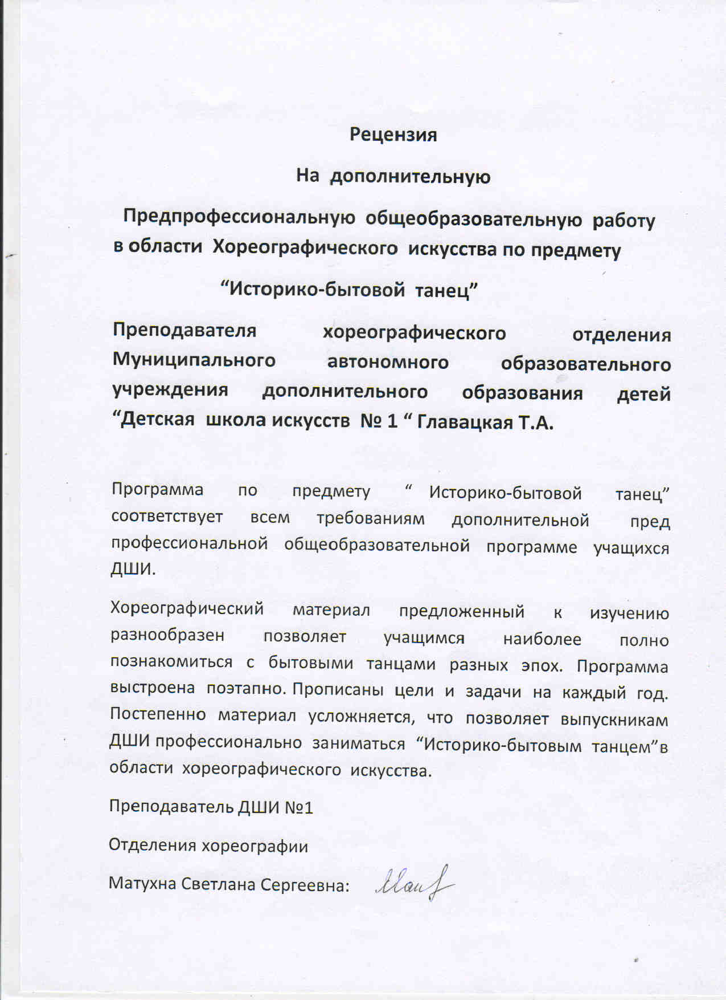 Рецензия
На дополнительную
Предпрофессиональную общеобразовательную работу
в области Хореографического искусства по предмету
“Историко-бытовой танец”
Преподавателя хореографического отделения
Муниципального автономного образовательного
учреждения дополнительного образования детей
“Детская школа искусств № 1 “ Главацкая Т.А.
Программа по предмету “ Историко-бытовой танец”
соответствует всем требованиям дополнительной пред
профессиональной общеобразовательной программе учащихся
ДШИ.
Хореографический материал предложенный к изучению
разнообразен позволяет учащимся наиболее полно
познакомиться с бытовыми танцами разных эпох. Программа
выстроена поэтапно. Прописаны цели и задачи на каждый год.
Постепенно материал усложняется, что позволяет выпускникам
ДШИ профессионально заниматься “Историко-бытовым танцем”в
области хореографического искусства.
Преподаватель ДШИ №1
Отделения хореографии
Матухна Светлана Сергеевна: